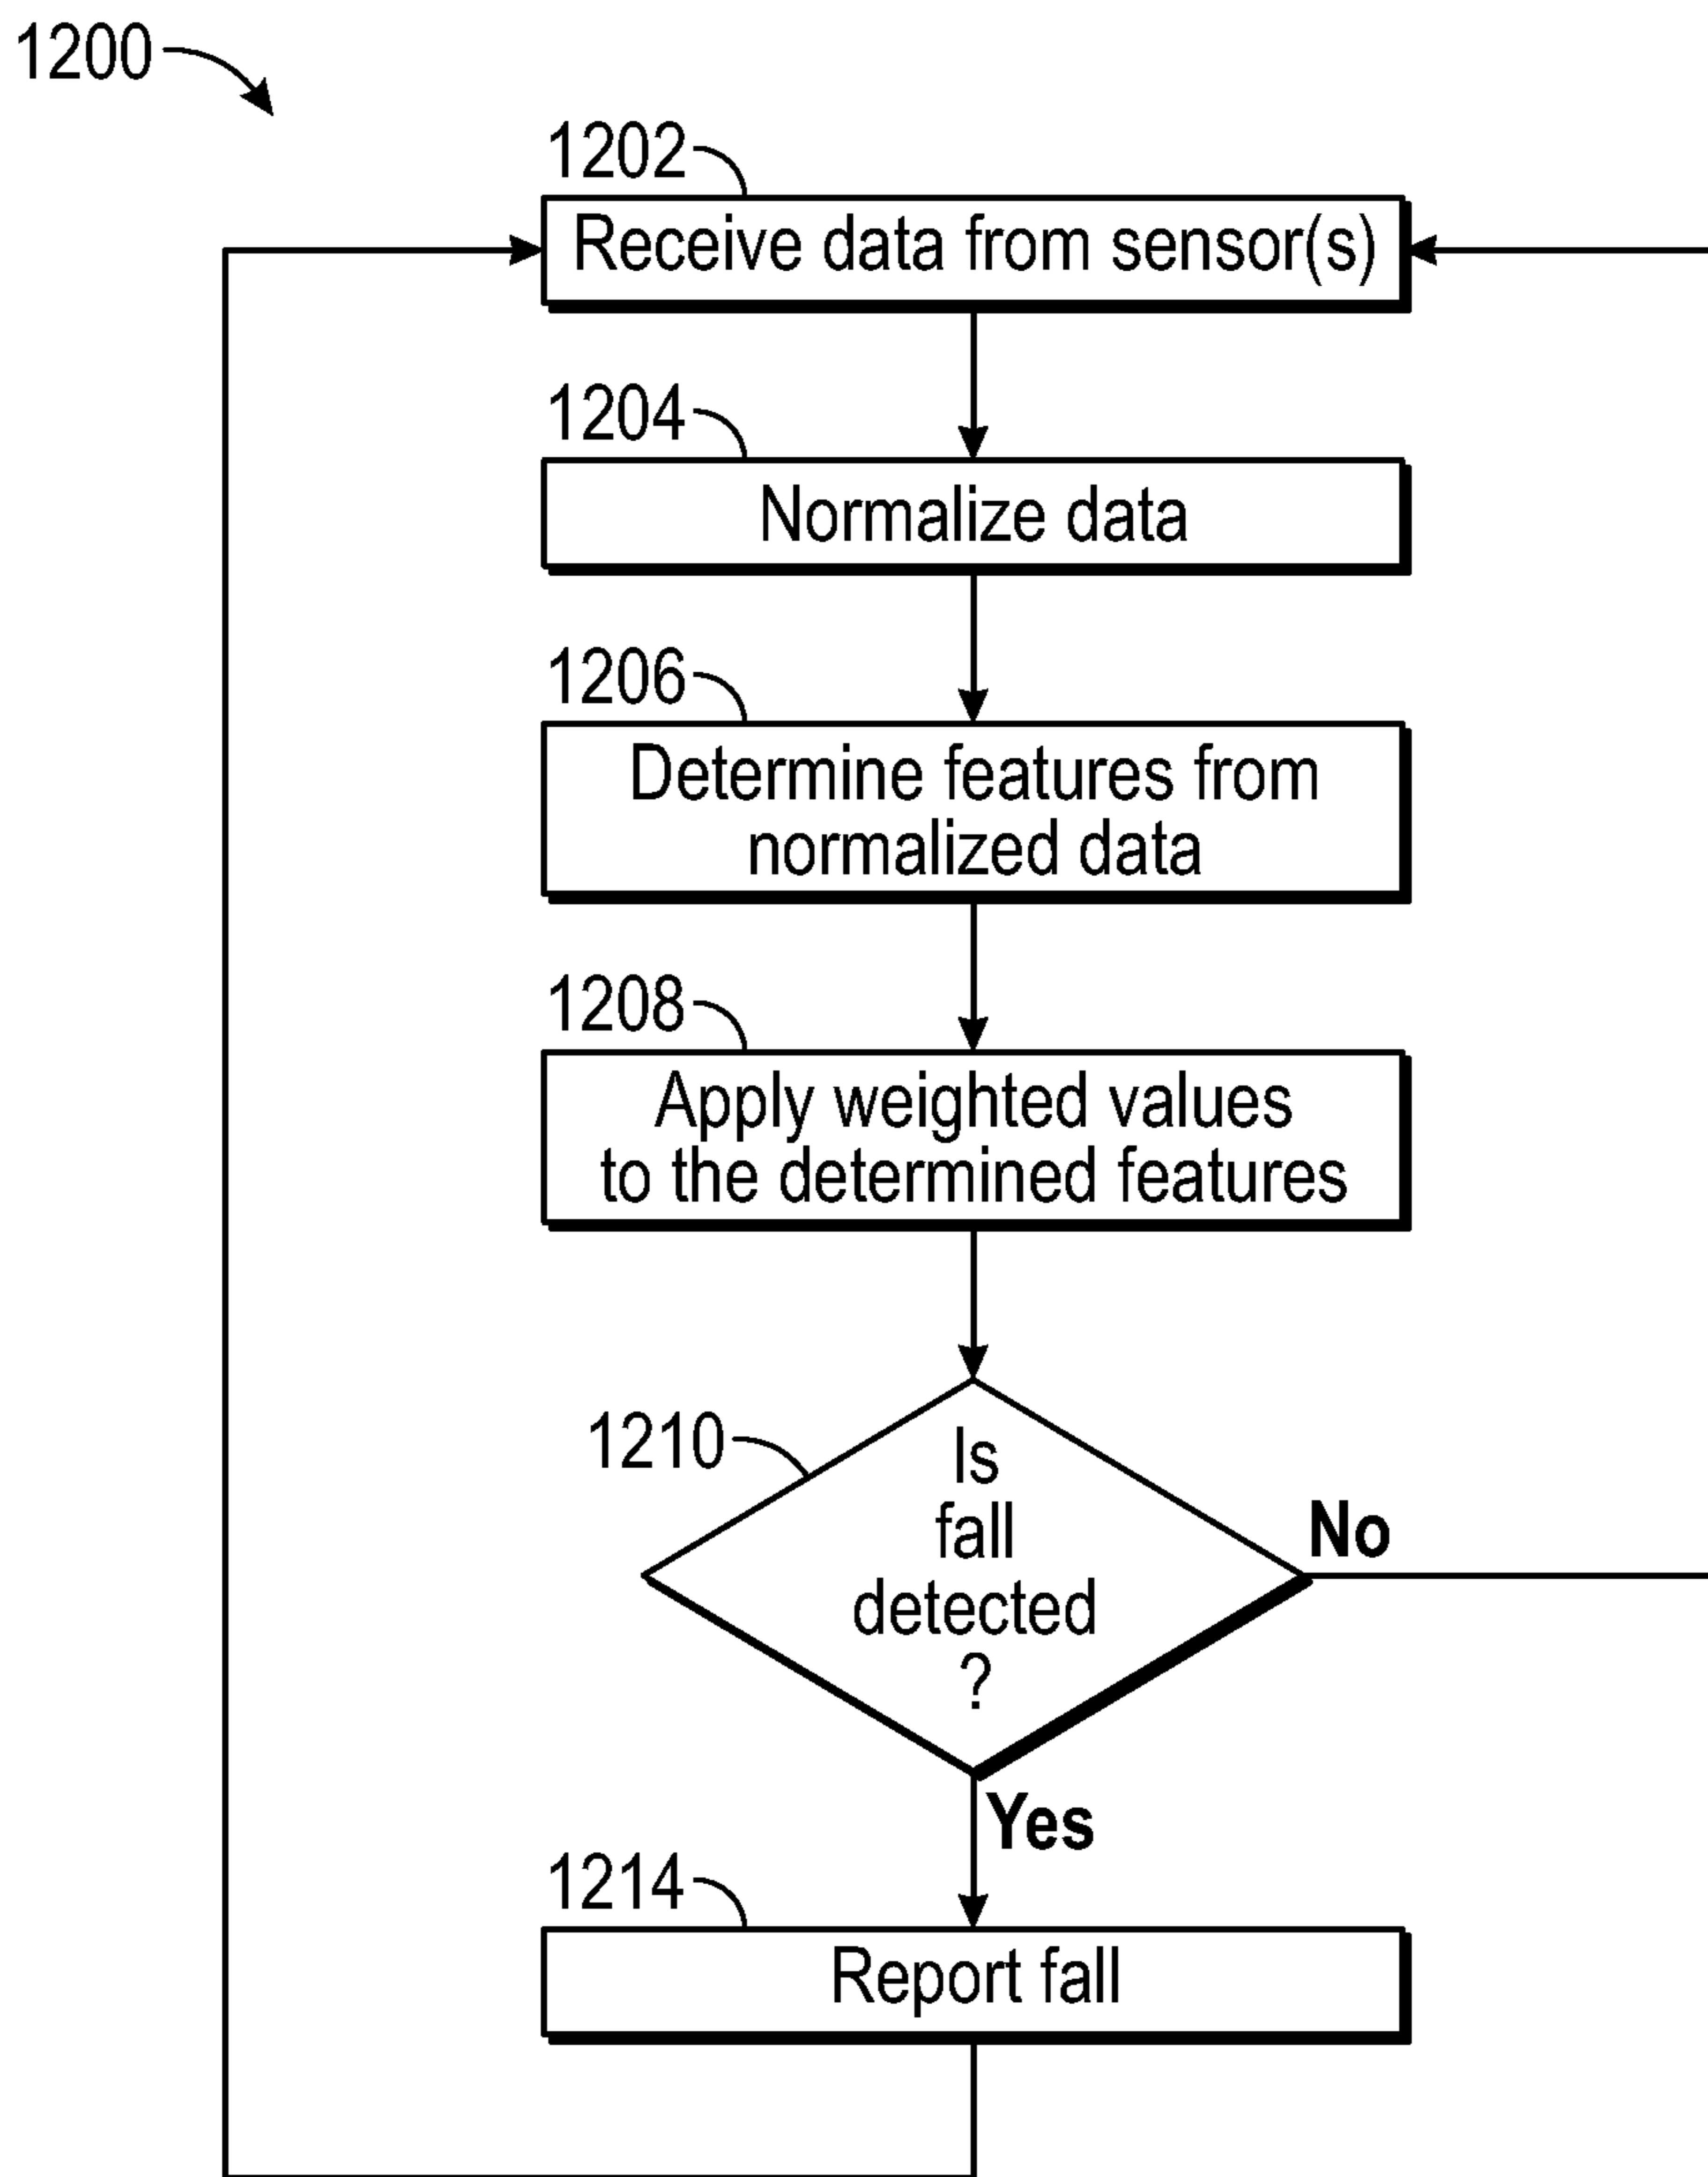 1200
1202
Receive data from sensor(s)
1204
Normalize data
1206
Determine features from
normalized data
1208
Apply weighted values
to the determined features
1210
Is
fall
detected
?
No
Yes
1214
Report fall